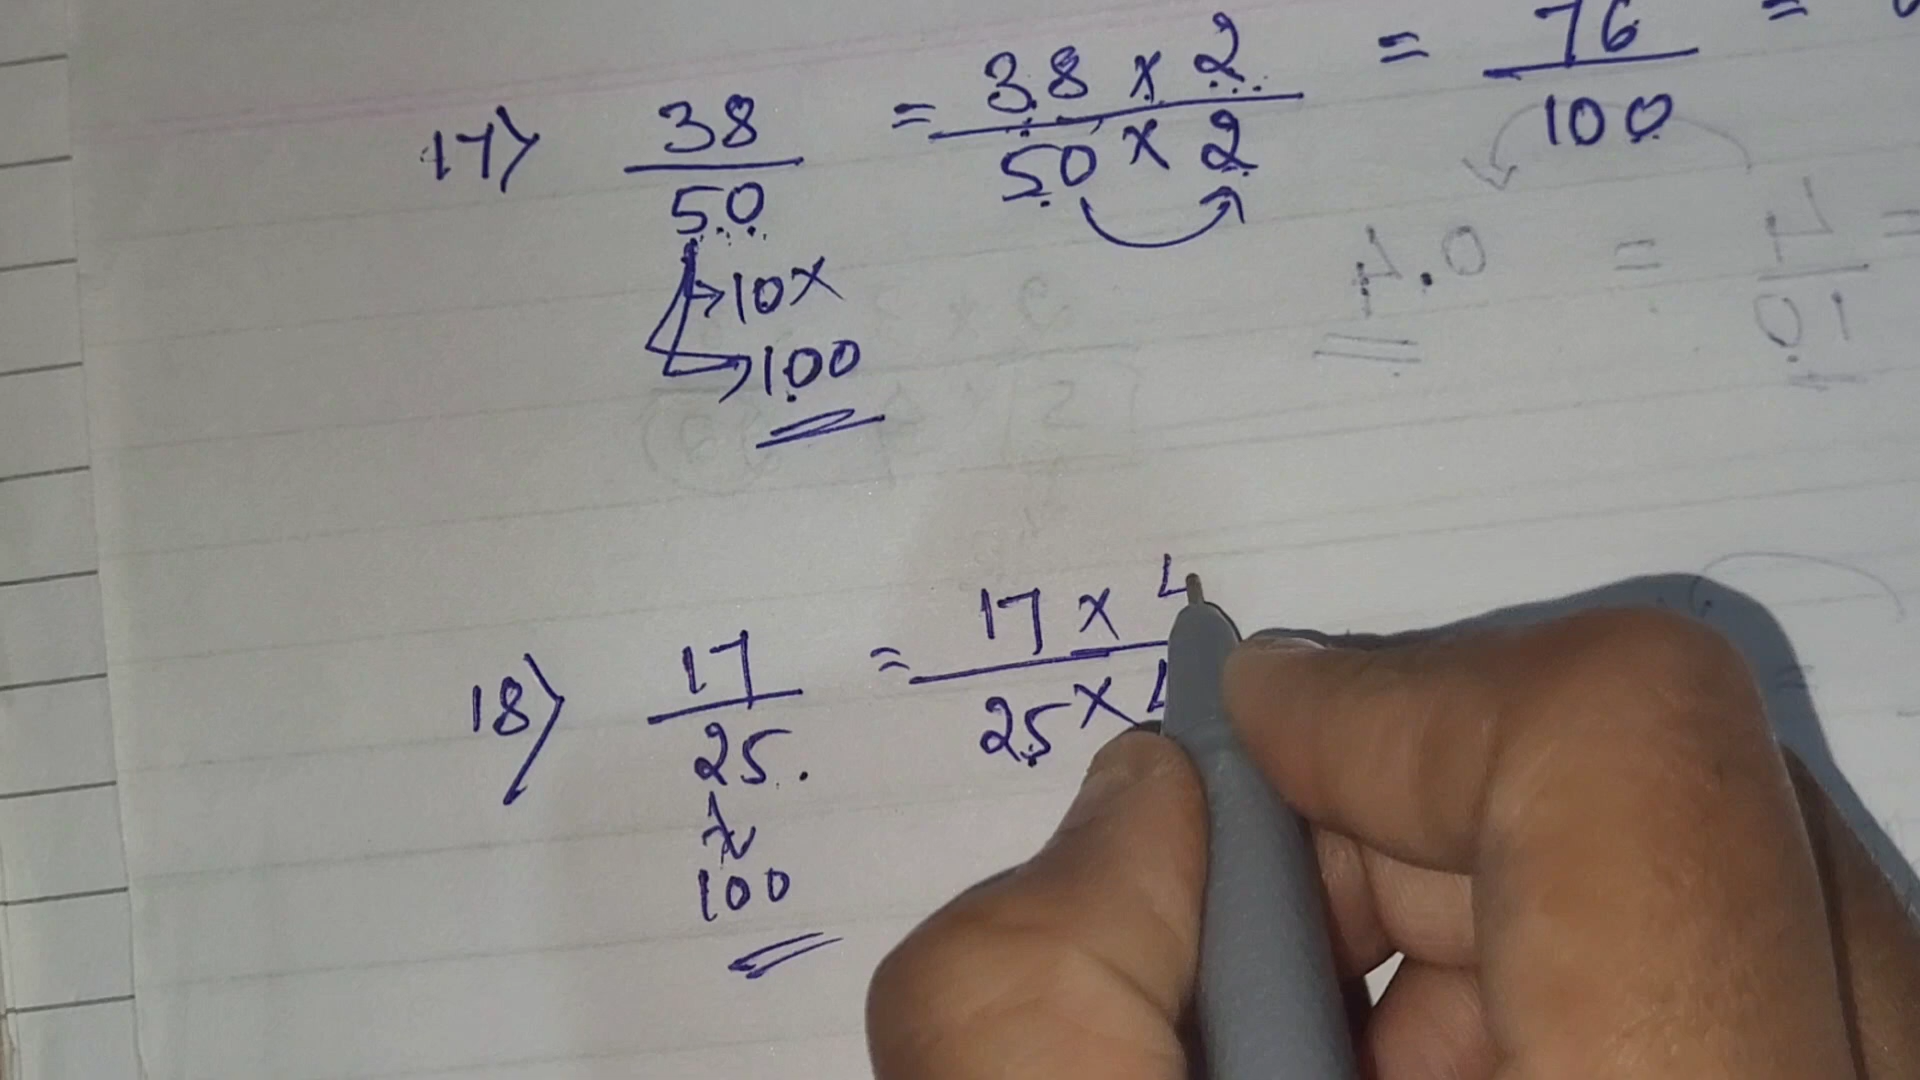 17) 38/50 = 38 x 2/50 x 2 = 76/100 =
10x
100
18) 17/25. = 17 x 4/25 x 4
100